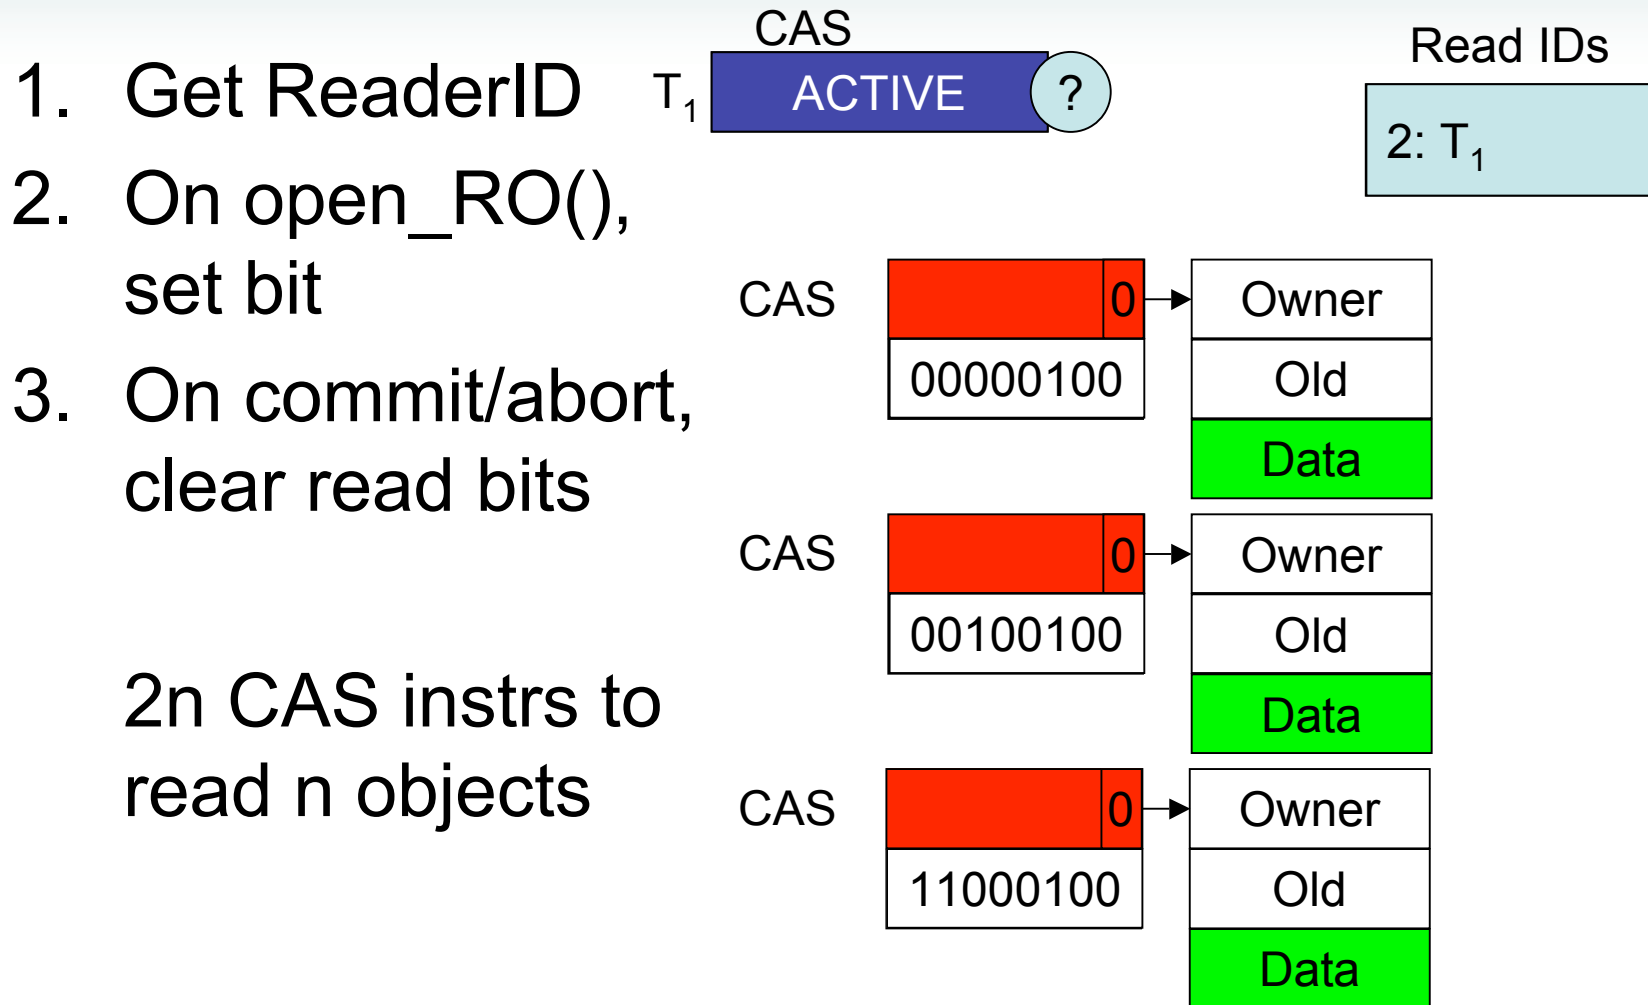 1. Get ReaderID
2. On open_RO(),
set bit
3. On commit/abort,
clear read bits
2n CAS instrs to
read n objects
CAS
T1 ACTIVE ?
Read IDs
2: T1
CAS 0 Owner
00000100 Old
Data
CAS 0 Owner
00100100 Old
Data
CAS 0 Owner
11000100 Old
Data